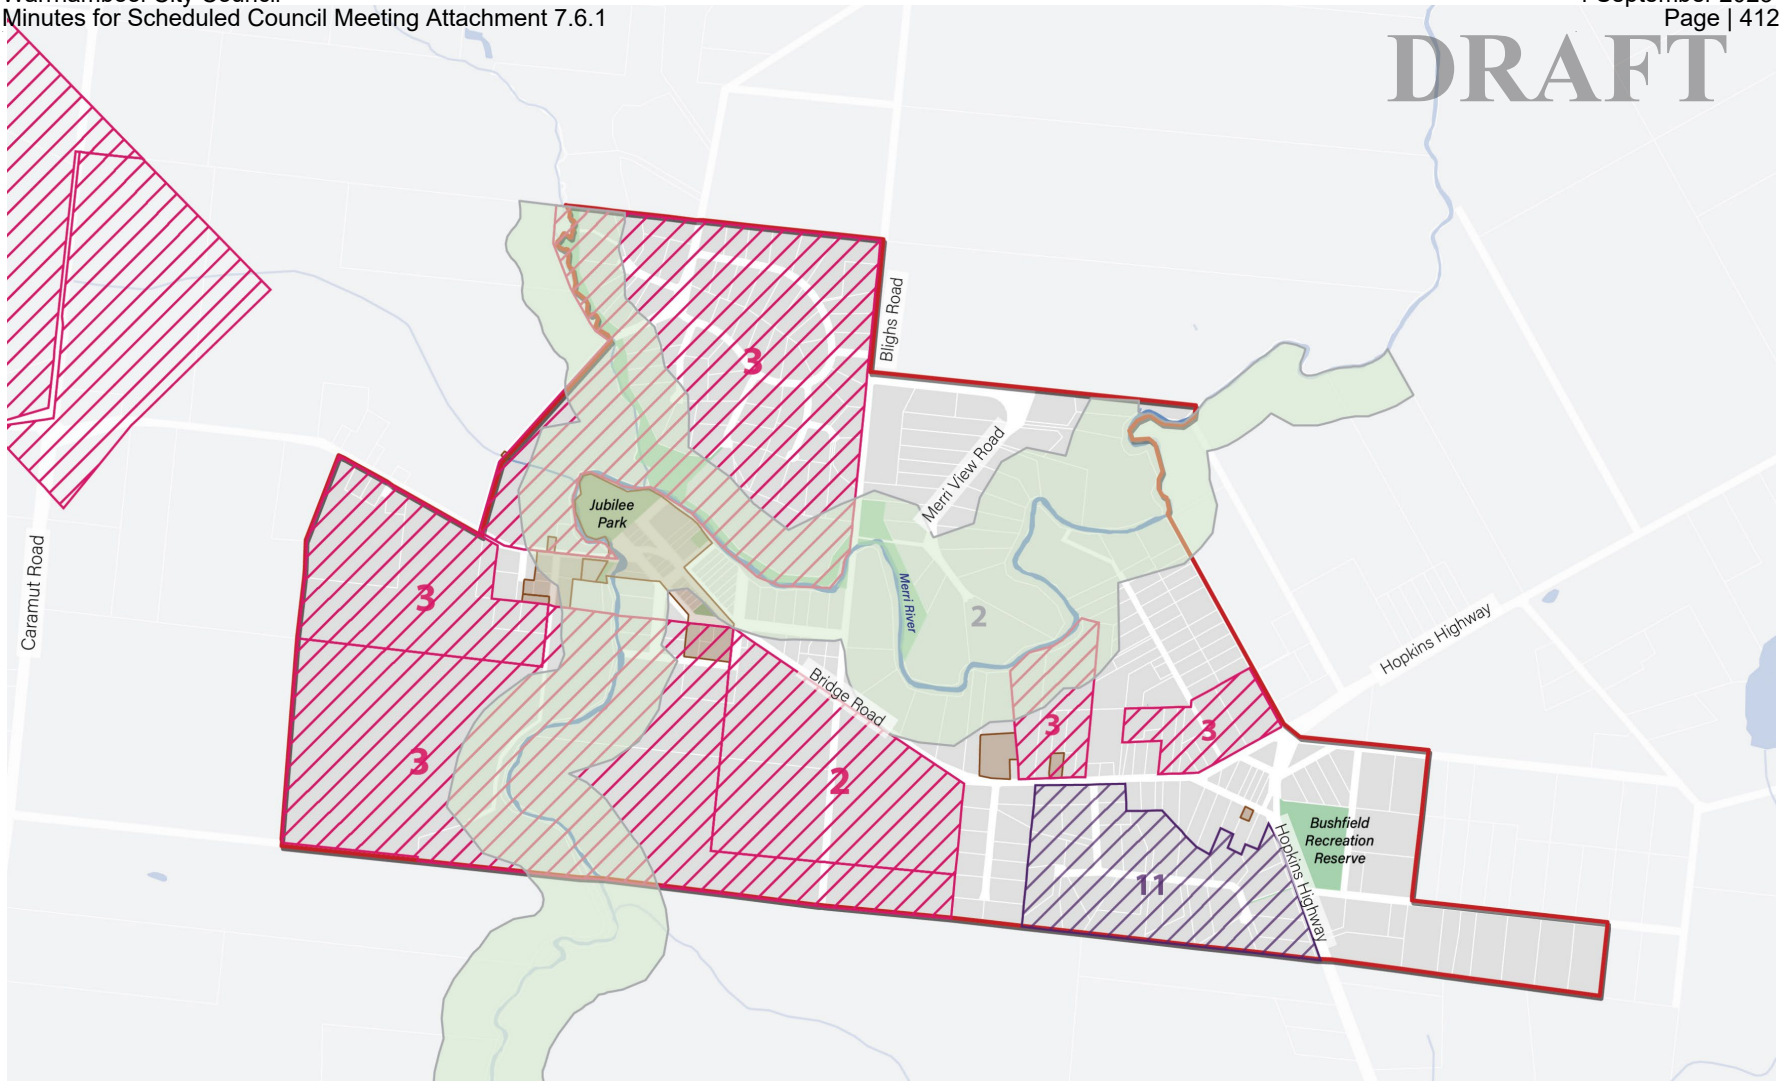 Minutes for Scheduled Council Meeting Attachment 7.6.1
Page | 412
DRAFT
Blighs Road
3
Merri View Road
Jubilee
Park
Caramut Road
3
Merri River
2
Hopkins Highway
Bridge Road
3
3
3
2
Bushfield
Recreation
Reserve
Hopkins Highway
11